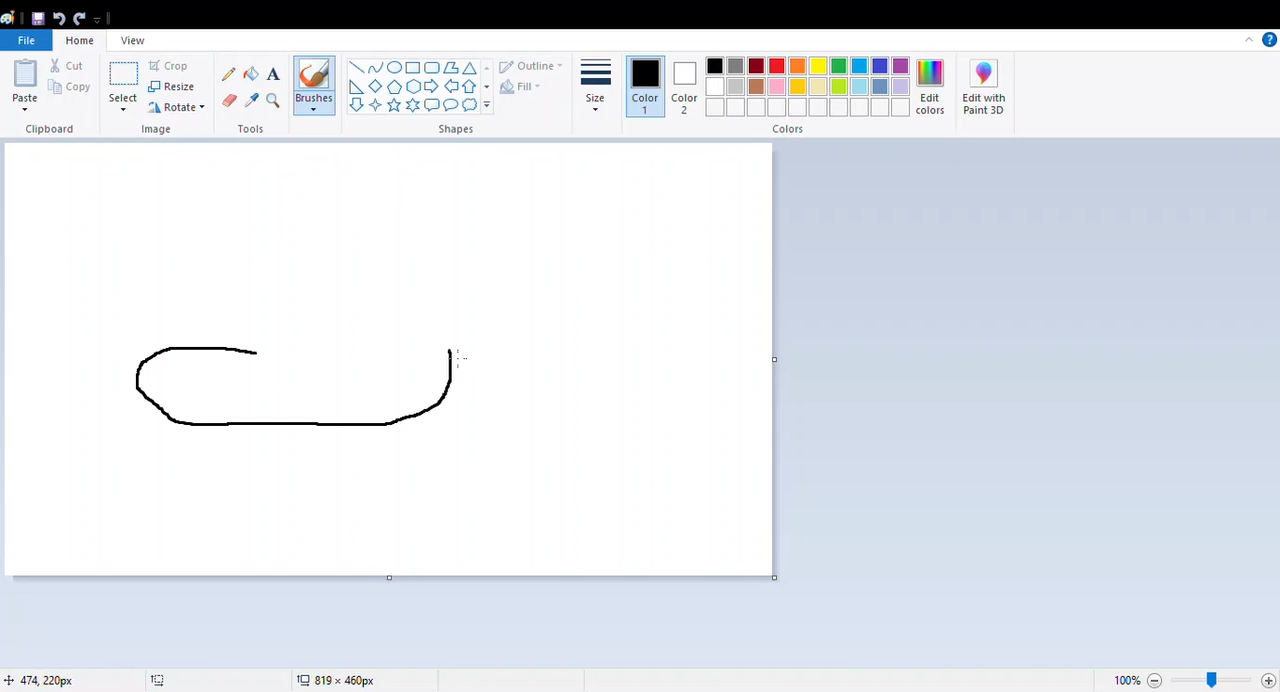 File Home View
Paste
Cut
Copy
Clipboard
Select
Crop
Resize
Rotate
Image
A
Tools
Brushes
Shapes
Outline
Fill
Size
Color 1
Color 2
Edit colors
Colors
Edit with Paint 3D
?
474, 220px
819 × 460px
100%